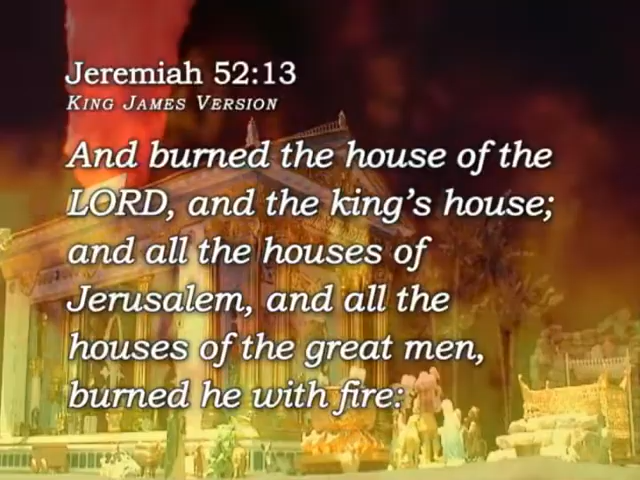 Jeremiah 52:13
King James Version
And burned the house of the
LORD, and the king's house;
and all the houses of
Jerusalem, and all the
houses of the great men,
burned he with fire: